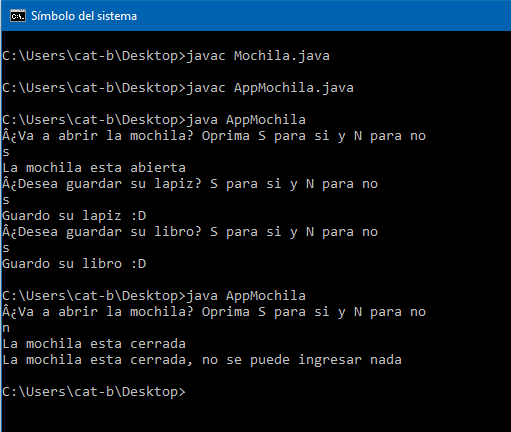 Símbolo del sistema
C:\Users\cat-b\Desktop>javac Mochila.java
C:\Users\cat-b\Desktop>javac AppMochila.java
C:\Users\cat-b\Desktop>java AppMochila
Â¿Va a abrir la mochila? Oprima S para si y N para no
s
La mochila esta abierta
Â¿Desea guardar su lapiz? S para si y N para no
s
Guardo su lapiz :D
Â¿Desea guardar su libro? S para si y N para no
s
Guardo su libro :D
C:\Users\cat-b\Desktop>java AppMochila
Â¿Va a abrir la mochila? Oprima S para si y N para no
n
La mochila esta cerrada
La mochila esta cerrada, no se puede ingresar nada
C:\Users\cat-b\Desktop>